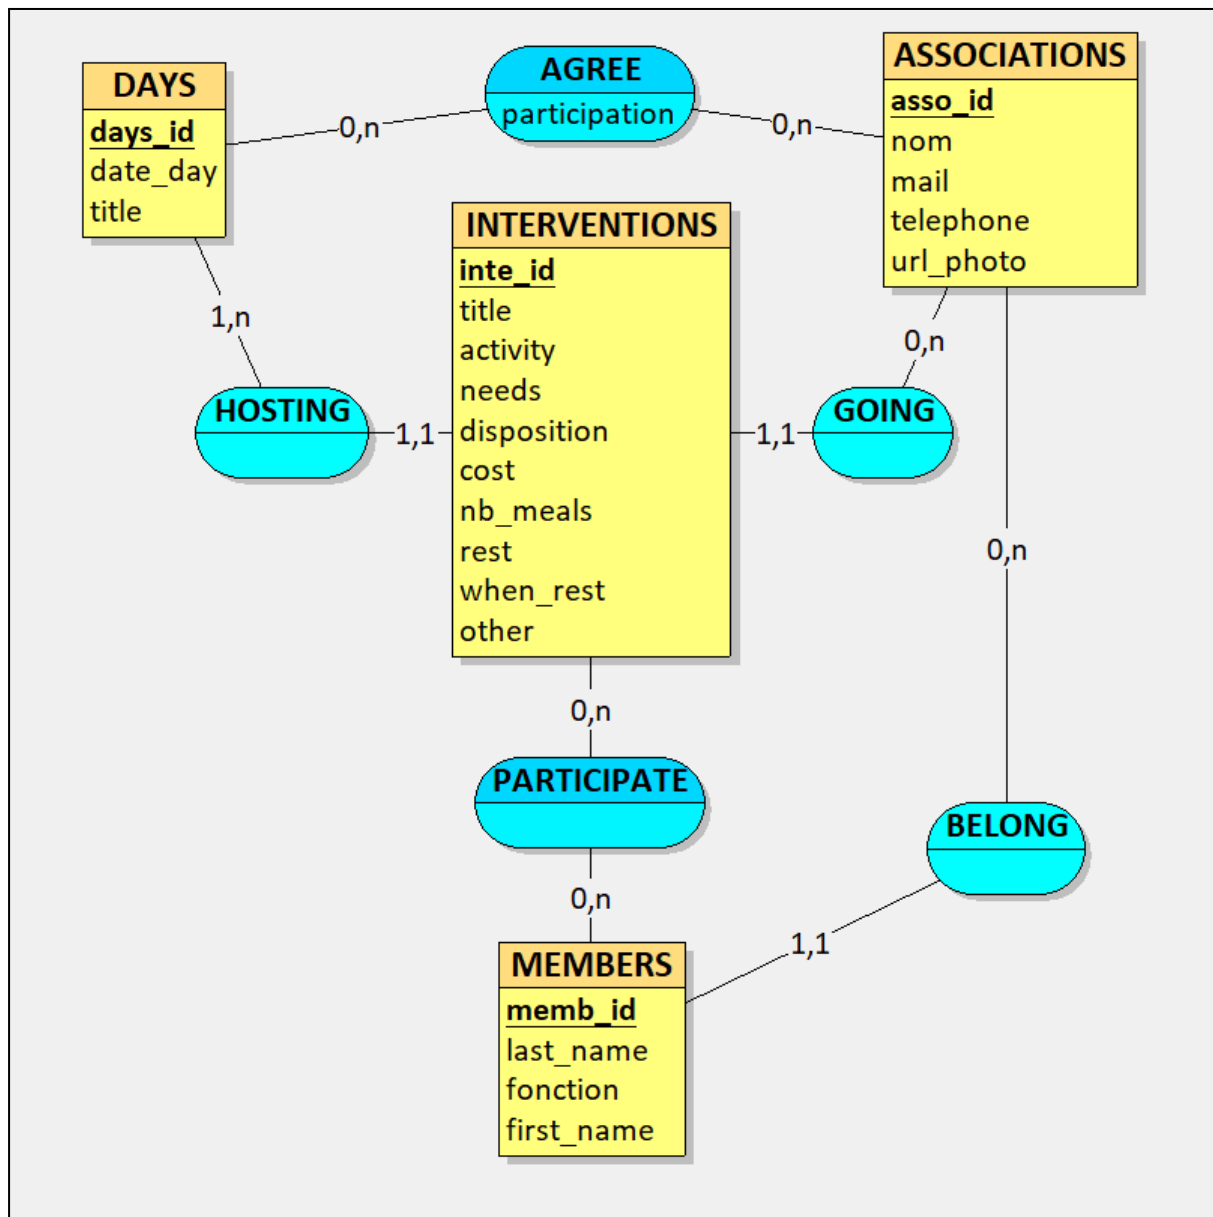 DAYS
days_id
date_day
title
AGREE
participation
ASSOCIATIONS
asso_id
nom
mail
telephone
url_photo
0,n
0,n
INTERVENTIONS
inte_id
title
activity
needs
disposition
cost
nb_meals
rest
when_rest
other
1,n
HOSTING
1,1
0,n
GOING
1,1
0,n
0,n
PARTICIPATE
0,n
BELONG
1,1
MEMBERS
memb_id
last_name
fonction
first_name